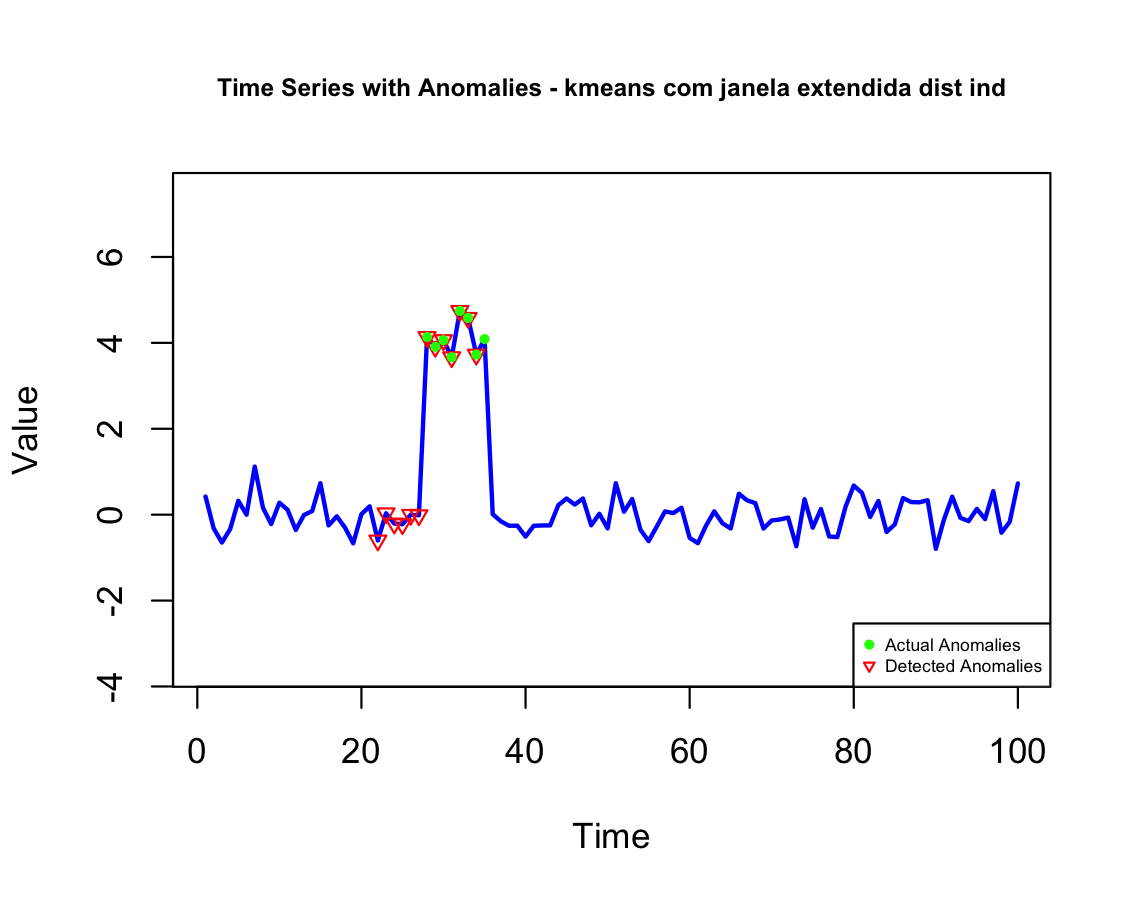 Time Series with Anomalies - kmeans com janela extendida dist ind
Value
6
4
2
0
-2
-4
Actual Anomalies
Detected Anomalies
0 20 40 60 80 100
Time